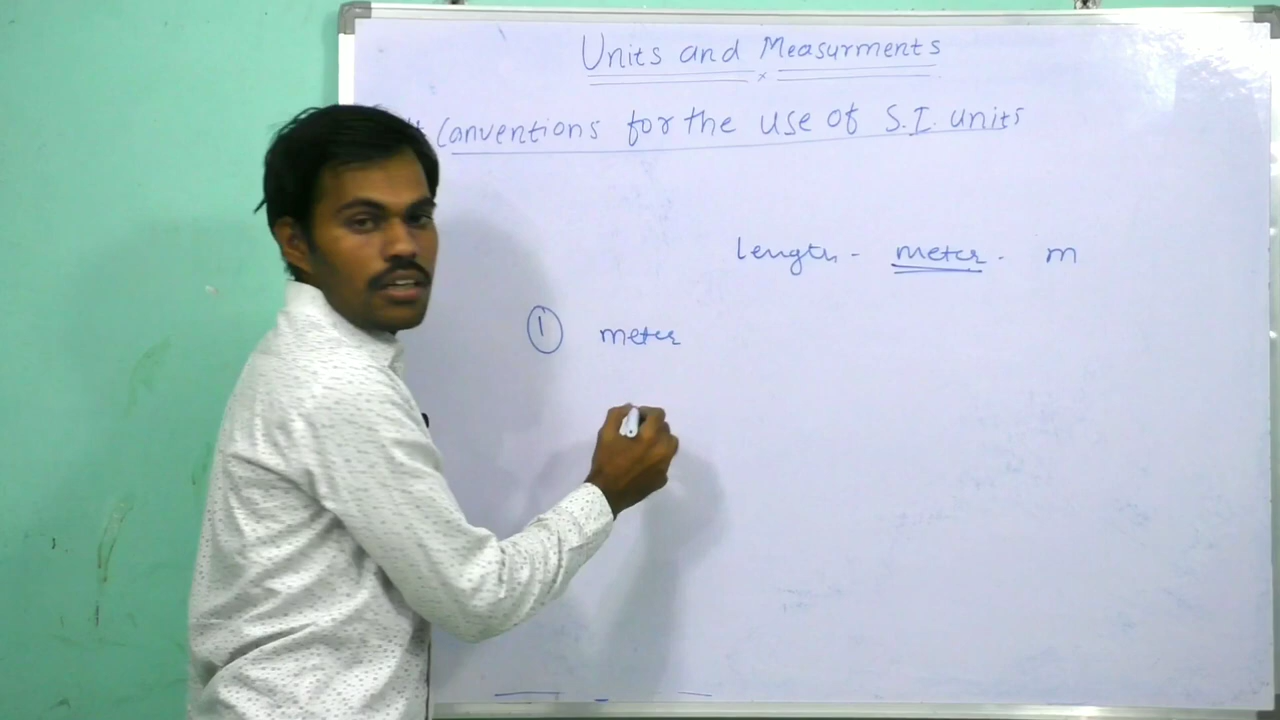 Units and Measurments
Conventions for the use of S.I. units
Length - meter - m
① meter